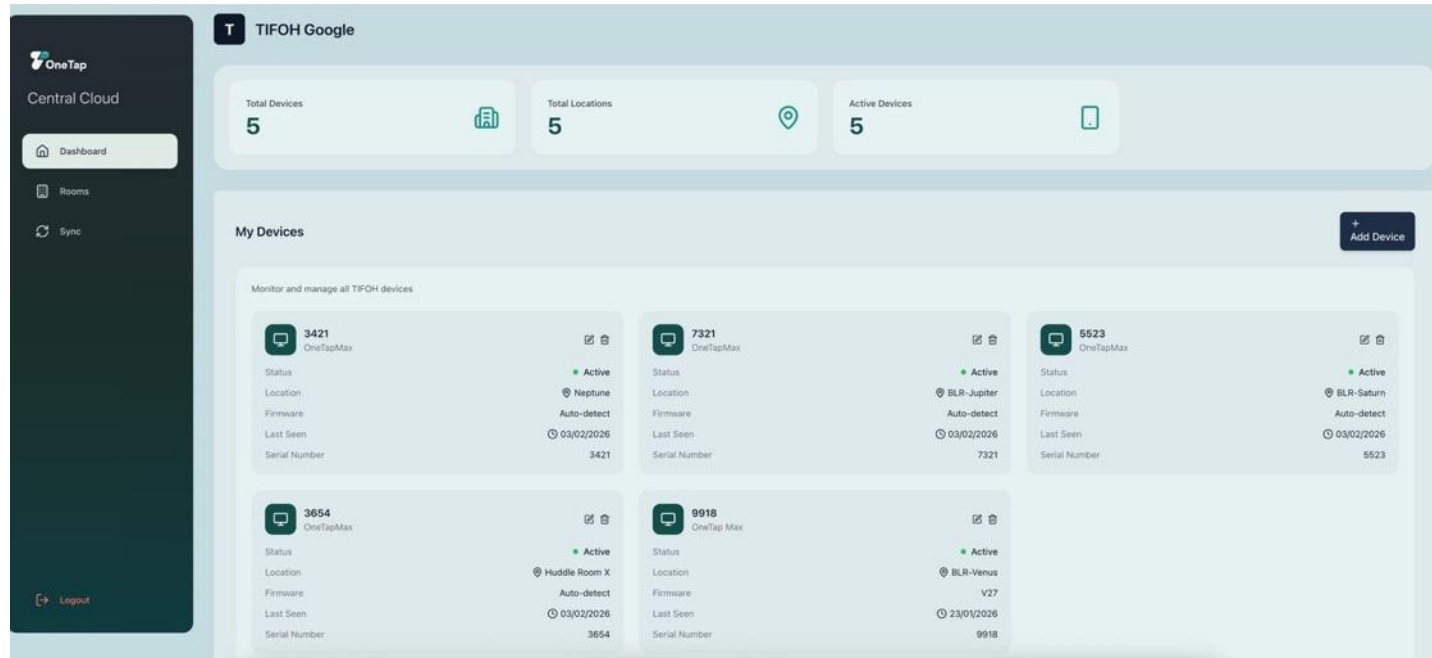 OneTap
Central Cloud
Dashboard
Rooms
Sync
Logout
T TIFOH Google
Total Devices
5
Total Locations
5
Active Devices
5
My Devices
+
Add Device
Monitor and manage all TIFOH devices
3421
OneTapMax
Status Active
Location Neptune
Firmware Auto-detect
Last Seen 03/02/2026
Serial Number 3421
7321
OneTapMax
Status Active
Location BLR-Jupiter
Firmware Auto-detect
Last Seen 03/02/2026
Serial Number 7321
5523
OneTapMax
Status Active
Location BLR-Saturn
Firmware Auto-detect
Last Seen 03/02/2026
Serial Number 5523
3654
OneTapMax
Status Active
Location Huddle Room X
Firmware Auto-detect
Last Seen 03/02/2026
Serial Number 3654
9918
OneTap Max
Status Active
Location BLR-Venus
Firmware V27
Last Seen 23/01/2026
Serial Number 9918